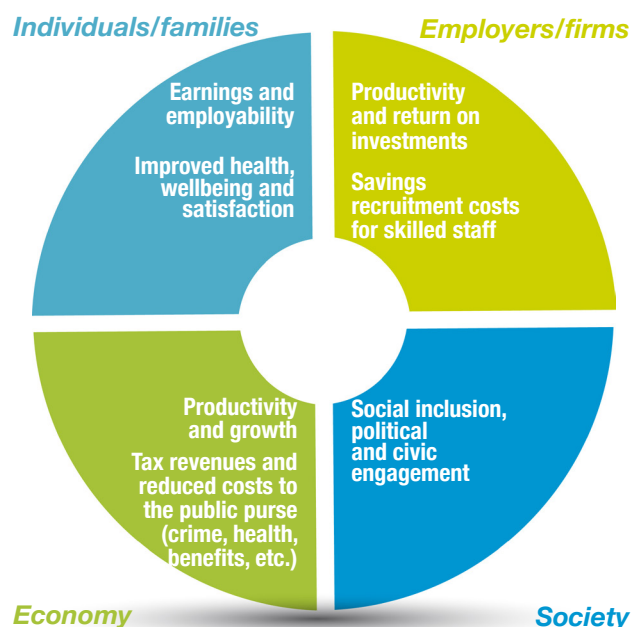 Individuals/families
Earnings and
employability
Improved health,
wellbeing and
satisfaction
Employers/firms
Productivity
and return on
investments
Savings
recruitment costs
for skilled staff
Productivity
and growth
Tax revenues and
reduced costs to
the public purse
(crime, health,
benefits, etc.)
Economy
Social inclusion,
political
and civic
engagement
Society